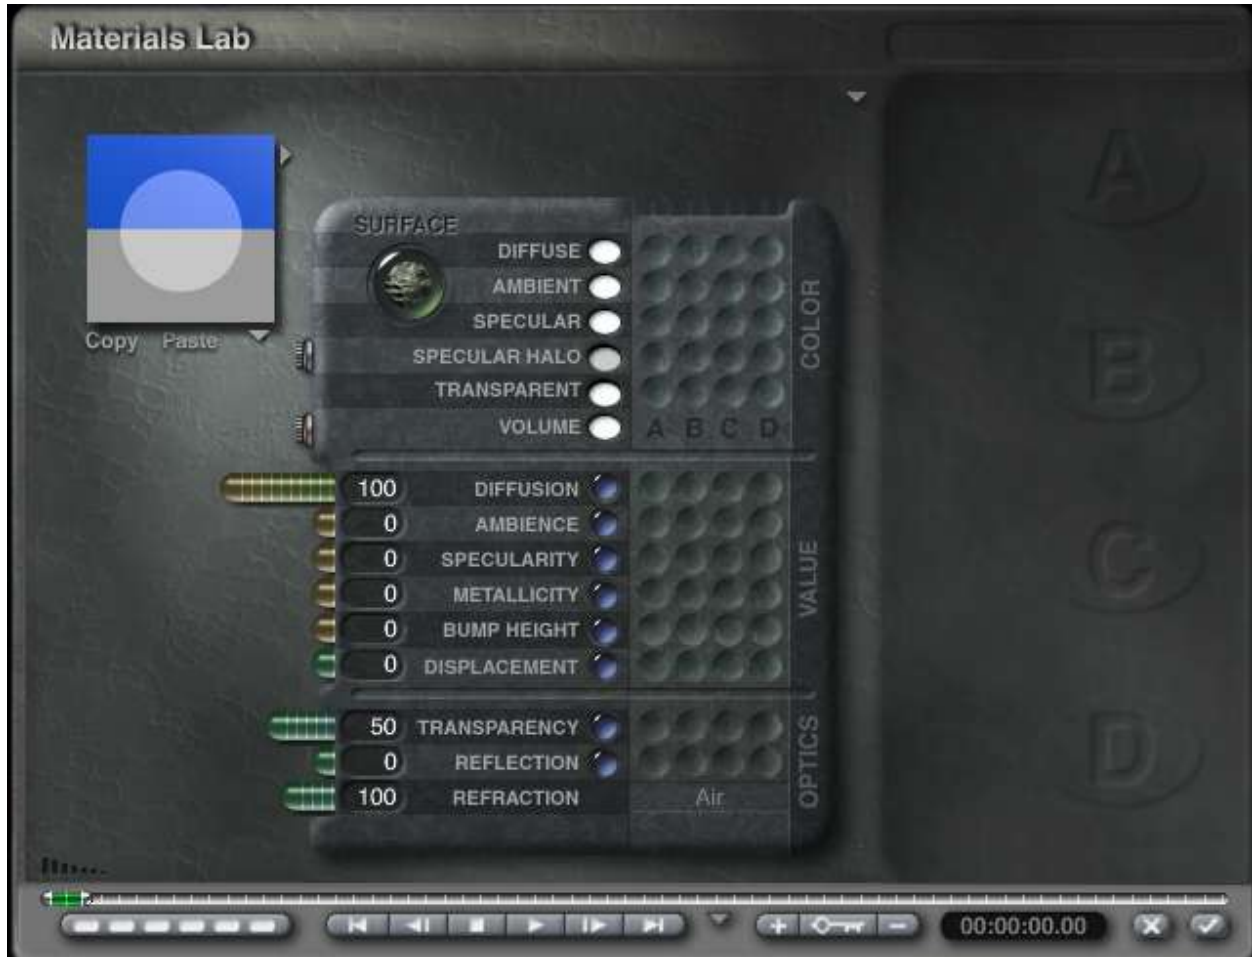 Materials Lab
Copy Paste
SURFACE
DIFFUSE
AMBIENT
SPECULAR
SPECULAR HALO
TRANSPARENT
VOLUME
A B C D
COLOR
100 DIFFUSION
0 AMBIENCE
0 SPECULARITY
0 METALLICITY
0 BUMP HEIGHT
0 DISPLACEMENT
VALUE
50 TRANSPARENCY
0 REFLECTION
100 REFRACTION Air
OPTICS
A
B
C
D
00:00:00.00